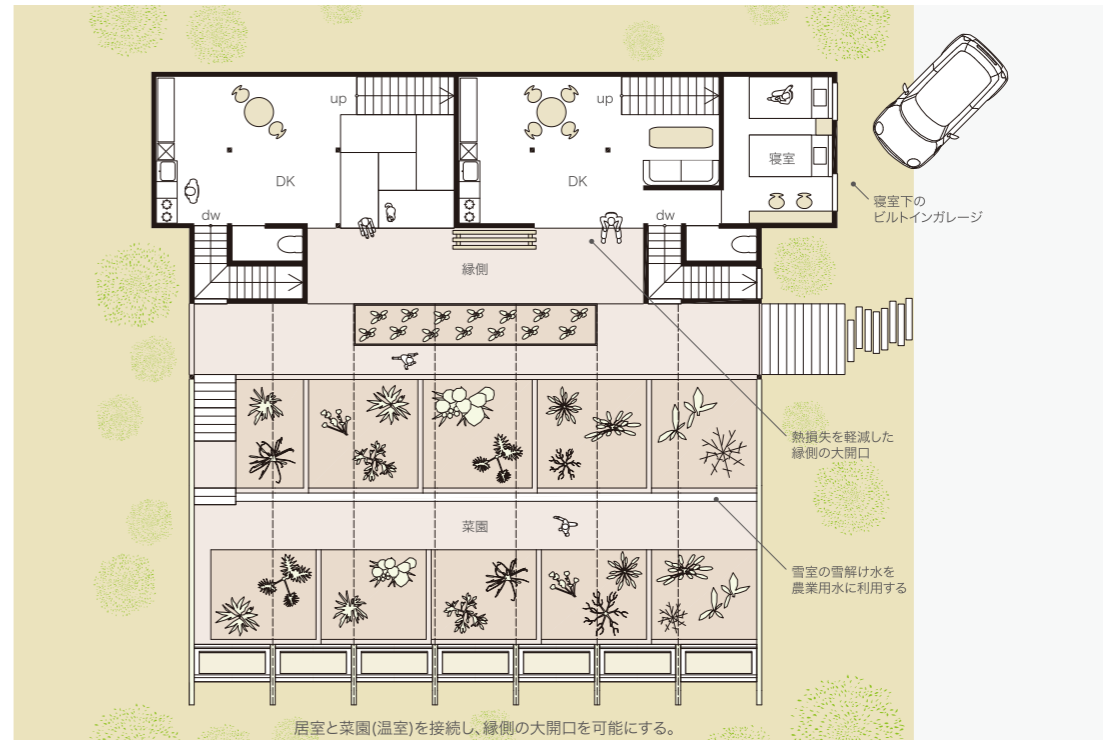 up
up
寝室
DK
DK
寝室下の
ビルトインガレージ
dw
dw
縁側
熱損失を軽減した
縁側の大開口
菜園
雪室の雪解け水を
農業用水に利用する
居室と菜園(温室)を接続し、縁側の大開口を可能にする。